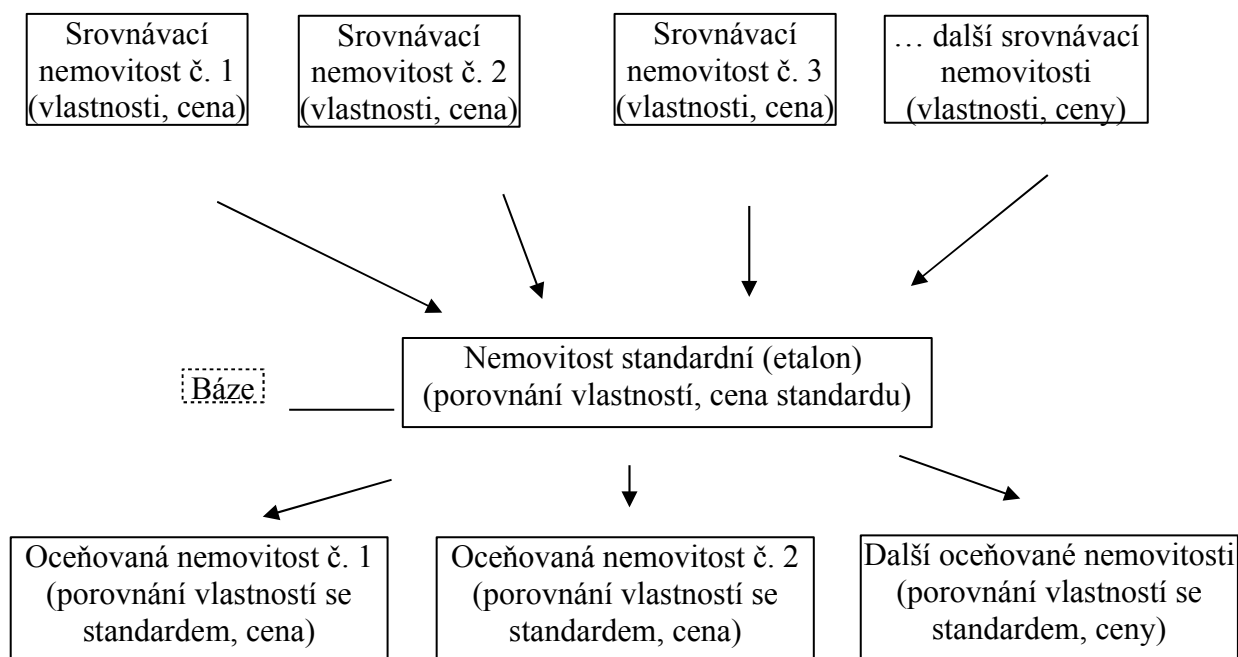 Srovnávací
nemovitost č. 1
(vlastnosti, cena)
Srovnávací
nemovitost č. 2
(vlastnosti, cena)
Srovnávací
nemovitost č. 3
(vlastnosti, cena)
… další srovnávací
nemovitosti
(vlastnosti, ceny)
Nemovitost standardní (etalon)
(porovnání vlastností, cena standardu)
Báze
Oceňovaná nemovitost č. 1
(porovnání vlastností se
standardem, cena)
Oceňovaná nemovitost č. 2
(porovnání vlastností se
standardem, cena)
Další oceňované nemovitosti
(porovnání vlastností se
standardem, ceny)